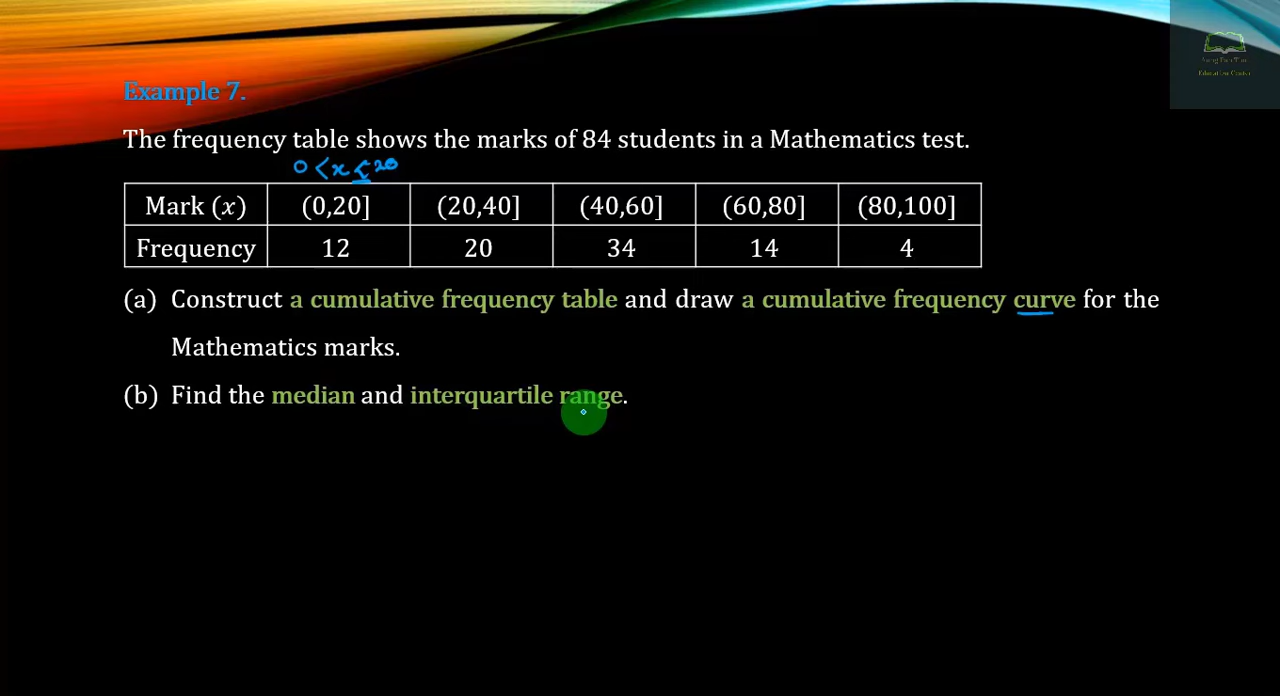 Example 7.
The frequency table shows the marks of 84 students in a Mathematics test.
0 < x ≤ 20
Mark (x) (0,20] (20,40] (40,60] (60,80] (80,100]
Frequency 12 20 34 14 4
(a) Construct a cumulative frequency table and draw a cumulative frequency curve for the
Mathematics marks.
(b) Find the median and interquartile range.
Education Center